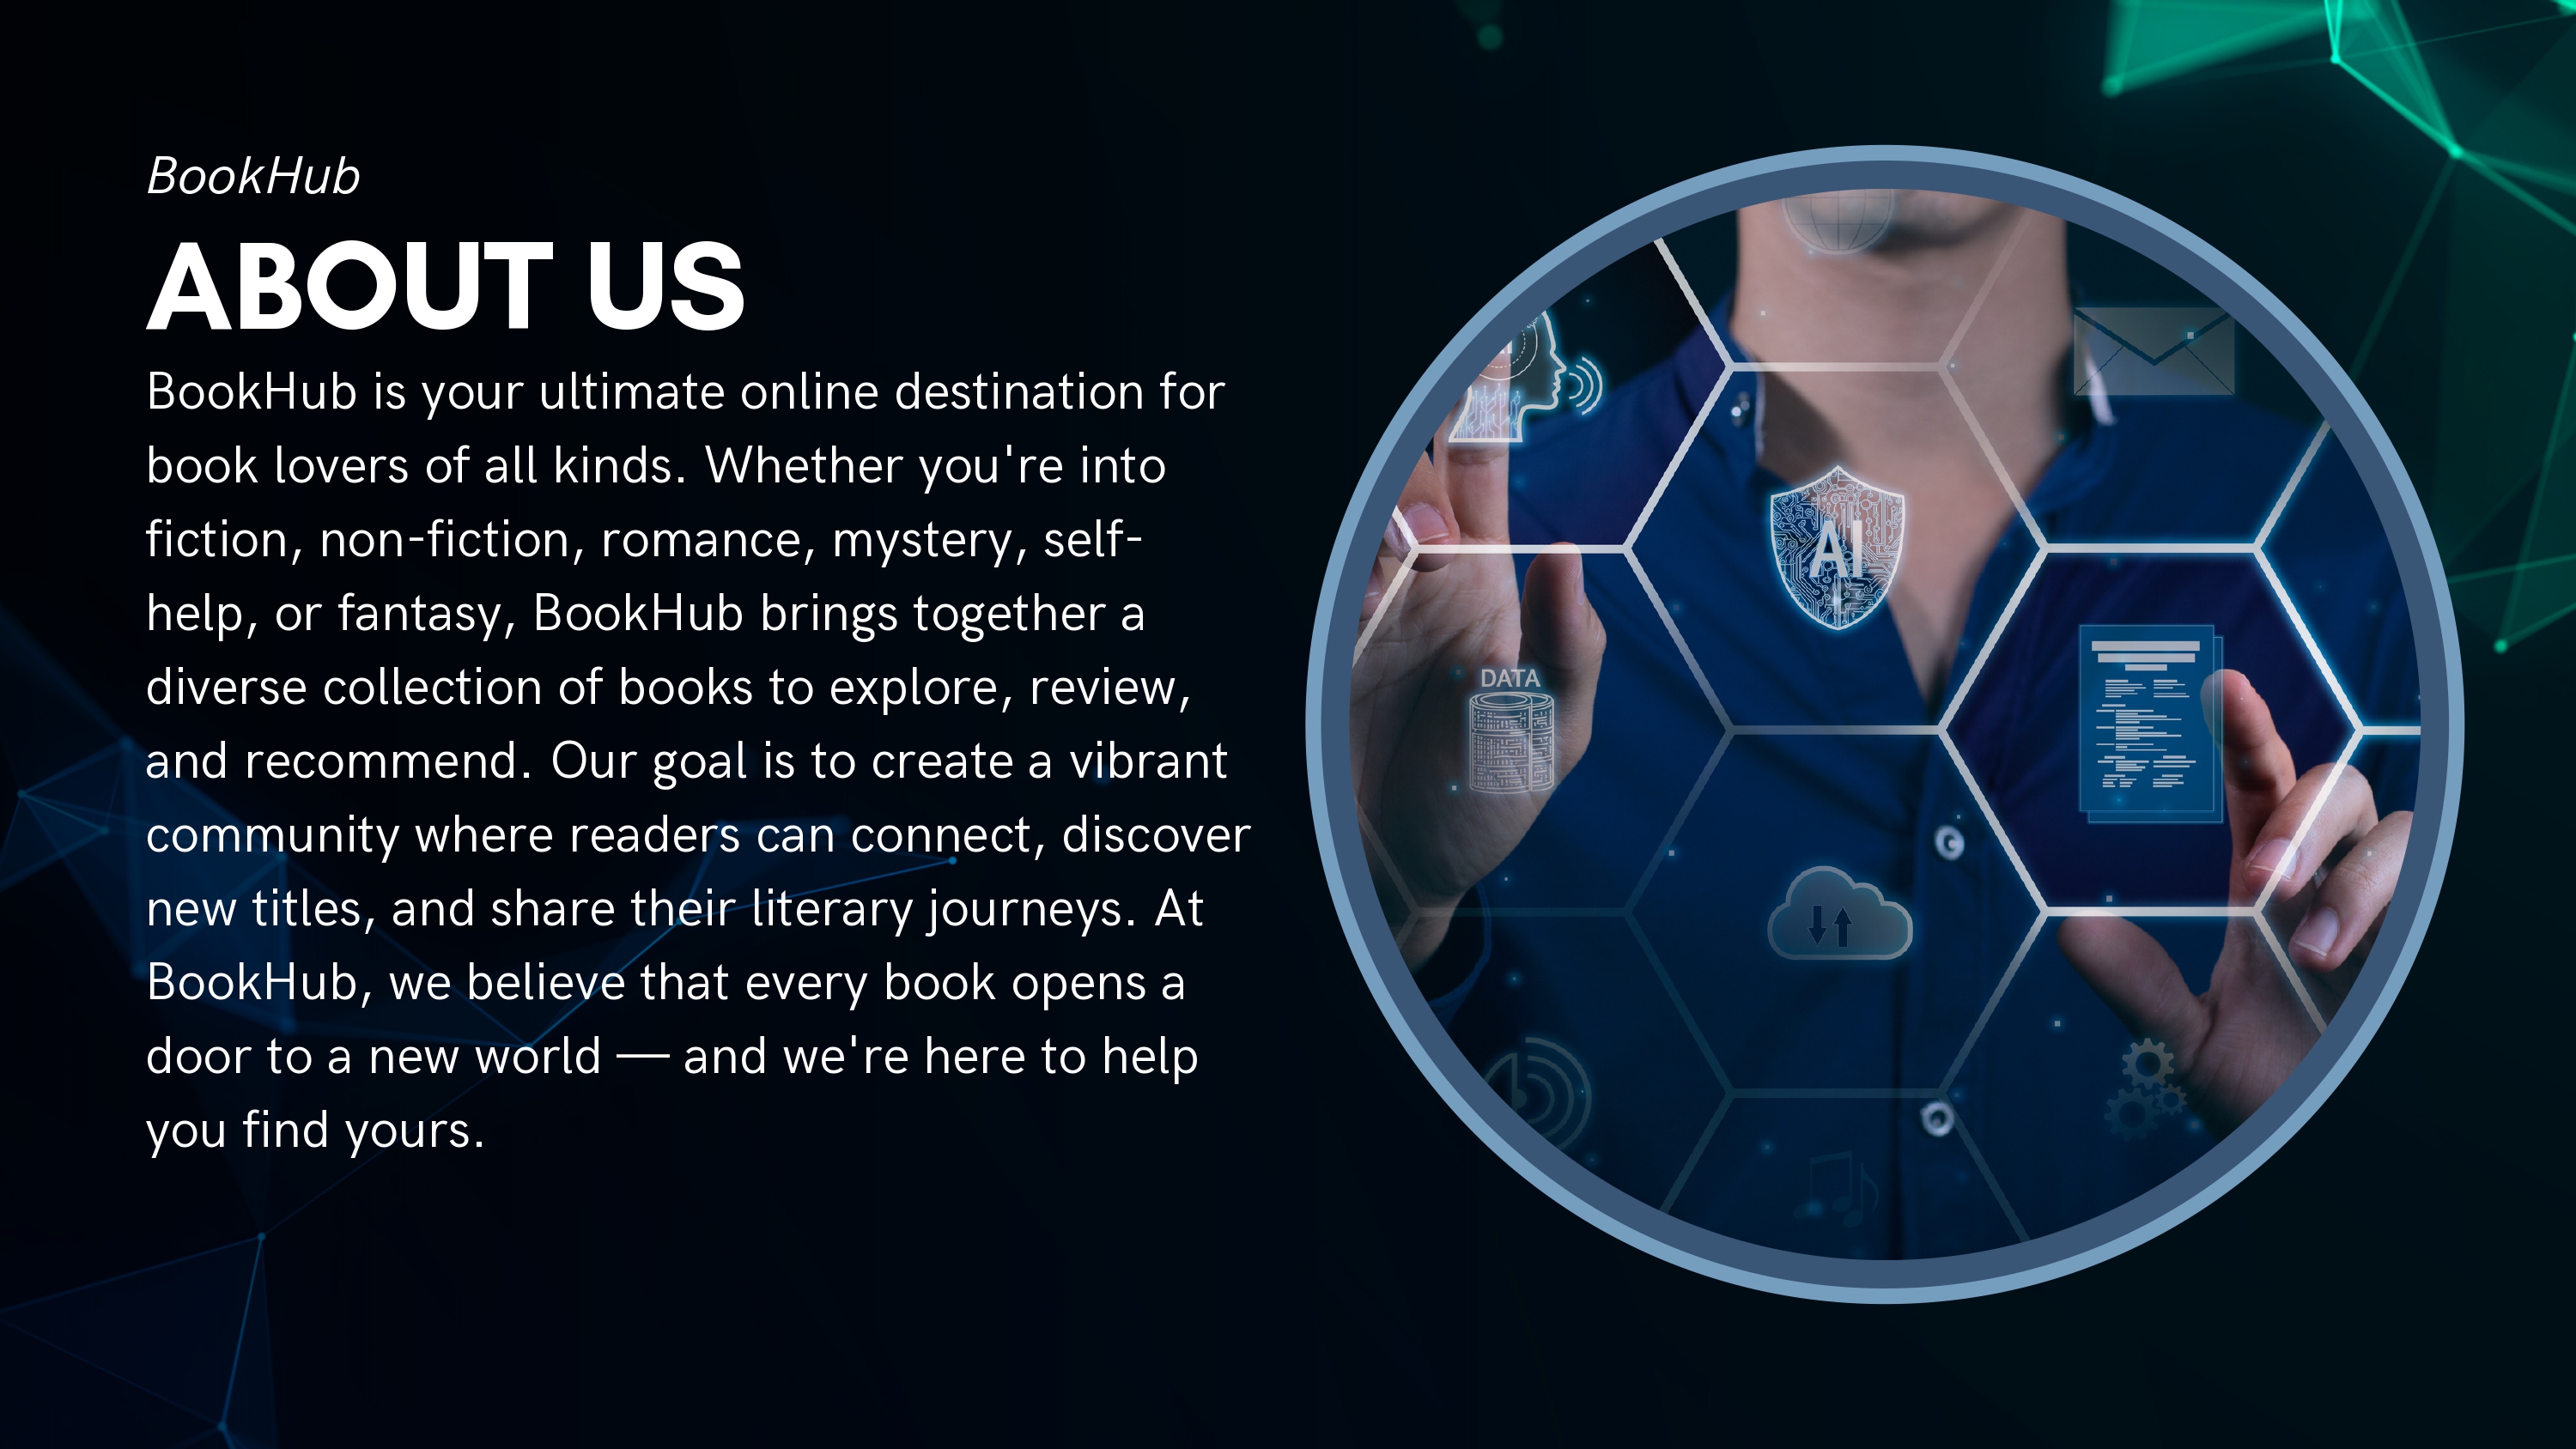 BookHub
ABOUT US
BookHub is your ultimate online destination for
book lovers of all kinds. Whether you're into
fiction, non-fiction, romance, mystery, self-
help, or fantasy, BookHub brings together a
diverse collection of books to explore, review,
and recommend. Our goal is to create a vibrant
community where readers can connect, discover
new titles, and share their literary journeys. At
BookHub, we believe that every book opens a
door to a new world — and we're here to help
you find yours.
AI
DATA